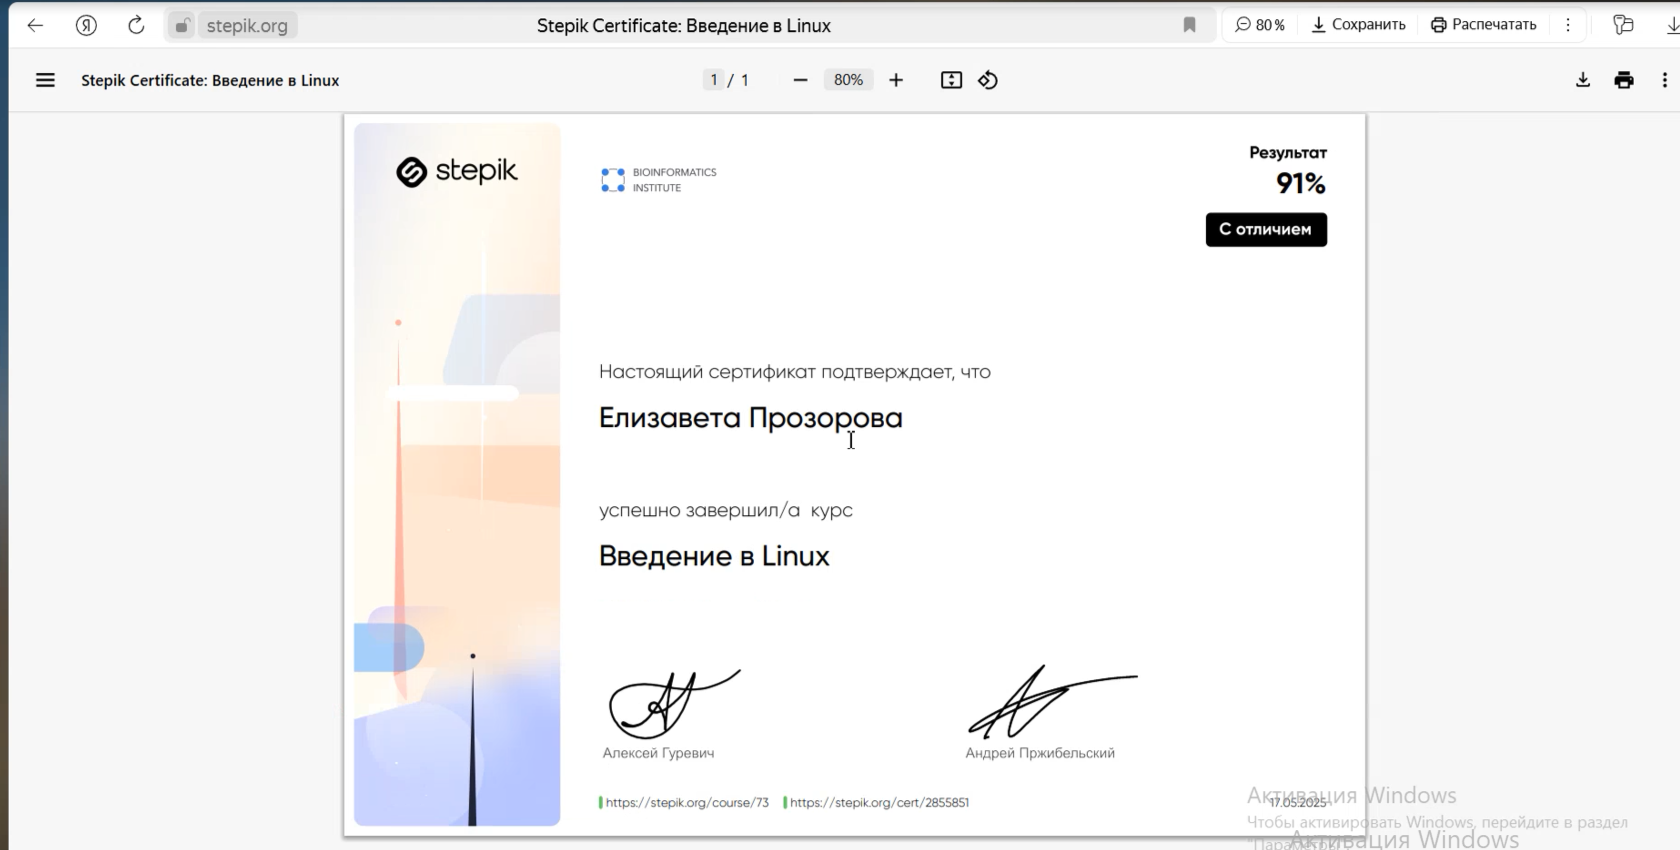 stepik.org
Stepik Certificate: Введение в Linux
80 %
Сохранить
Распечатать
Stepik Certificate: Введение в Linux
1 / 1
80%
stepik
BIOINFORMATICS
INSTITUTE
Результат
91%
С отличием
Настоящий сертификат подтверждает, что
Елизавета Прозорова
успешно завершил/а курс
Введение в Linux
Алексей Гуревич
Андрей Пржибельский
https://stepik.org/course/73 https://stepik.org/cert/2855851
17.05.2025
Активация Windows
Чтобы активировать Windows, перейдите в раздел
"Параметры".
Активация Windows